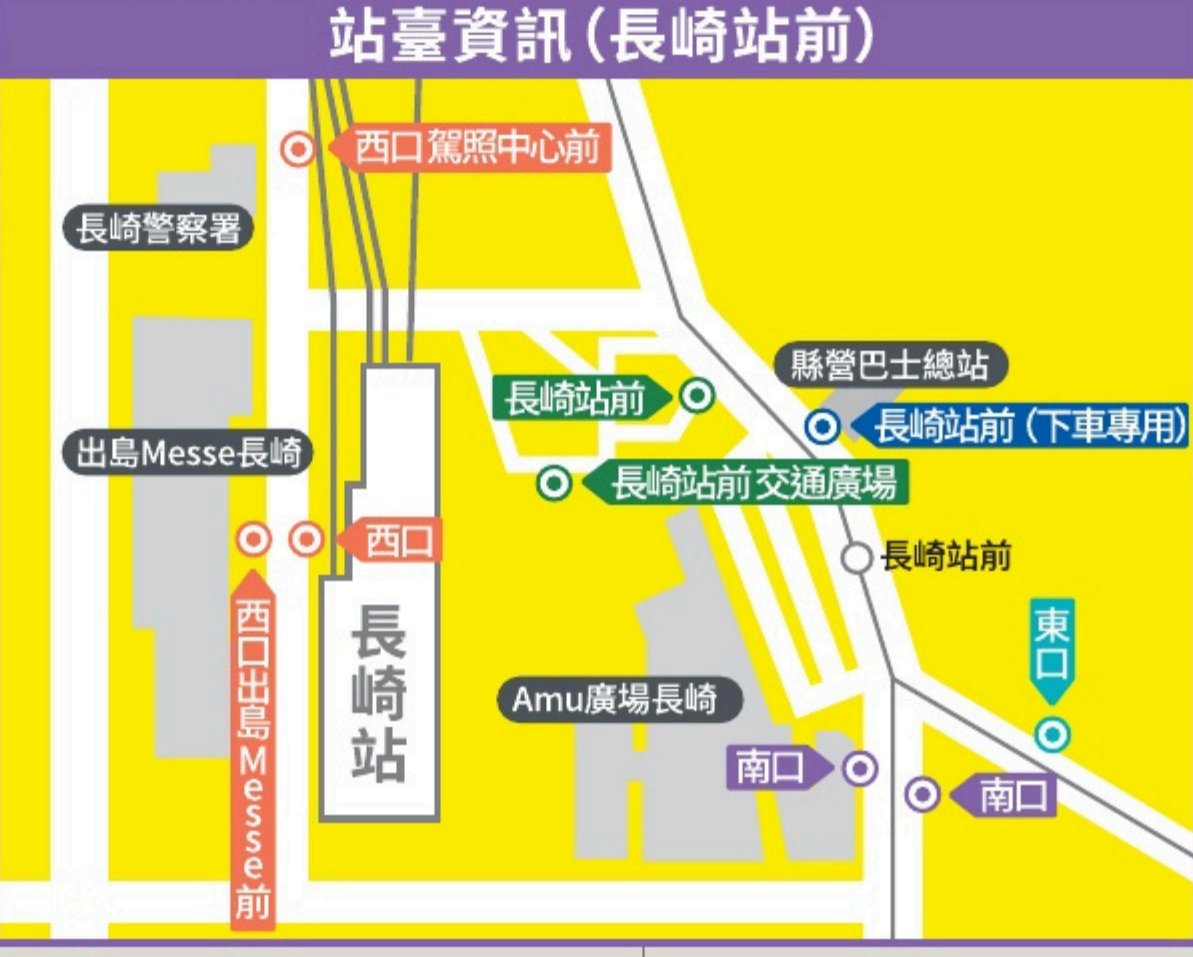 站臺資訊(長崎站前)
西口 駕照中心前
長崎警察署
縣營巴士總站
長崎站前
長崎站前（下車專用）
出島Messe長崎
長崎站前 交通廣場
西口
長崎站前
西口出島Messe前
長崎站
東口
Amu廣場長崎
南口
南口